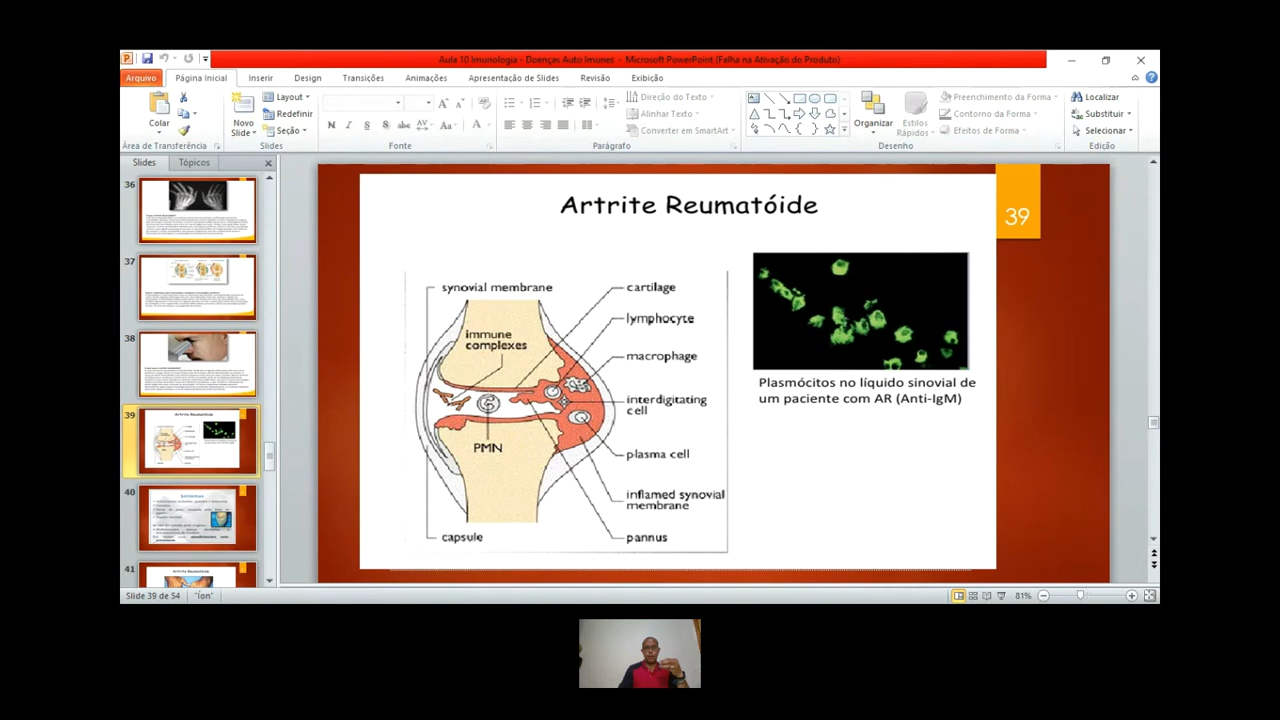 Aula 10 Imunologia - Doenças Auto Imunes - Microsoft PowerPoint (Falha na Ativação do Produto)
Arquivo
Página Inicial
Inserir
Design
Transições
Animações
Apresentação de Slides
Revisão
Exibição
Colar
Área de Transferência
Novo
Slide
Layout
Redefinir
Seção
Slides
Fonte
Direção do Texto
Alinhar Texto
Converter em SmartArt
Parágrafo
Organizar
Estilos
Rápidos
Preenchimento da Forma
Contorno da Forma
Efeitos de Forma
Desenho
Localizar
Substituir
Selecionar
Edição
Slides
Tópicos
36
37
38
39
Artrite Reumatóide
40
Sintomas
41
Artrite Reumatóide
Artrite Reumatóide
39
synovial membrane
immune
complexes
PMN
capsule
cartilage
lymphocyte
macrophage
interdigitating
cell
plasma cell
inflamed synovial
membrane
pannus
Plasmócitos no líquido sinovial de
um paciente com AR (Anti-IgM)
Slide 39 de 54
"Íon"
81%